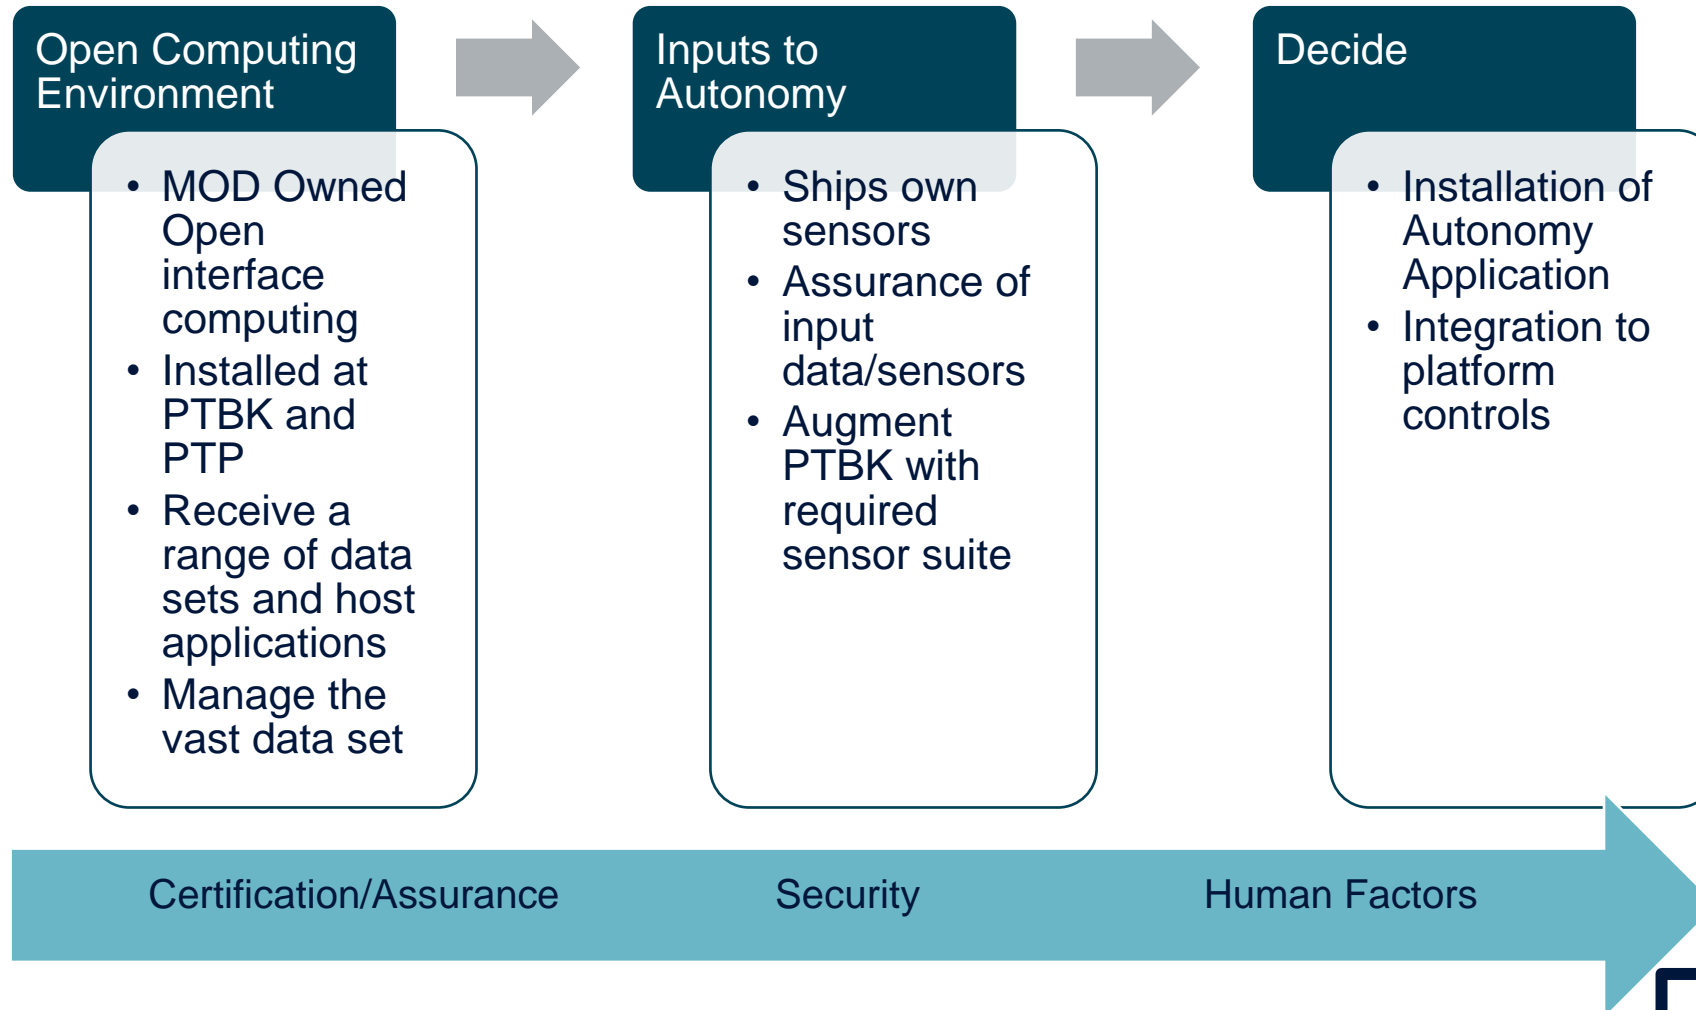 Open Computing
Environment
• MOD Owned
Open
interface
computing
• Installed at
PTBK and
PTP
• Receive a
range of data
sets and host
applications
• Manage the
vast data set
Inputs to
Autonomy
• Ships own
sensors
• Assurance of
input
data/sensors
• Augment
PTBK with
required
sensor suite
Decide
• Installation of
Autonomy
Application
• Integration to
platform
controls
Certification/Assurance
Security
Human Factors